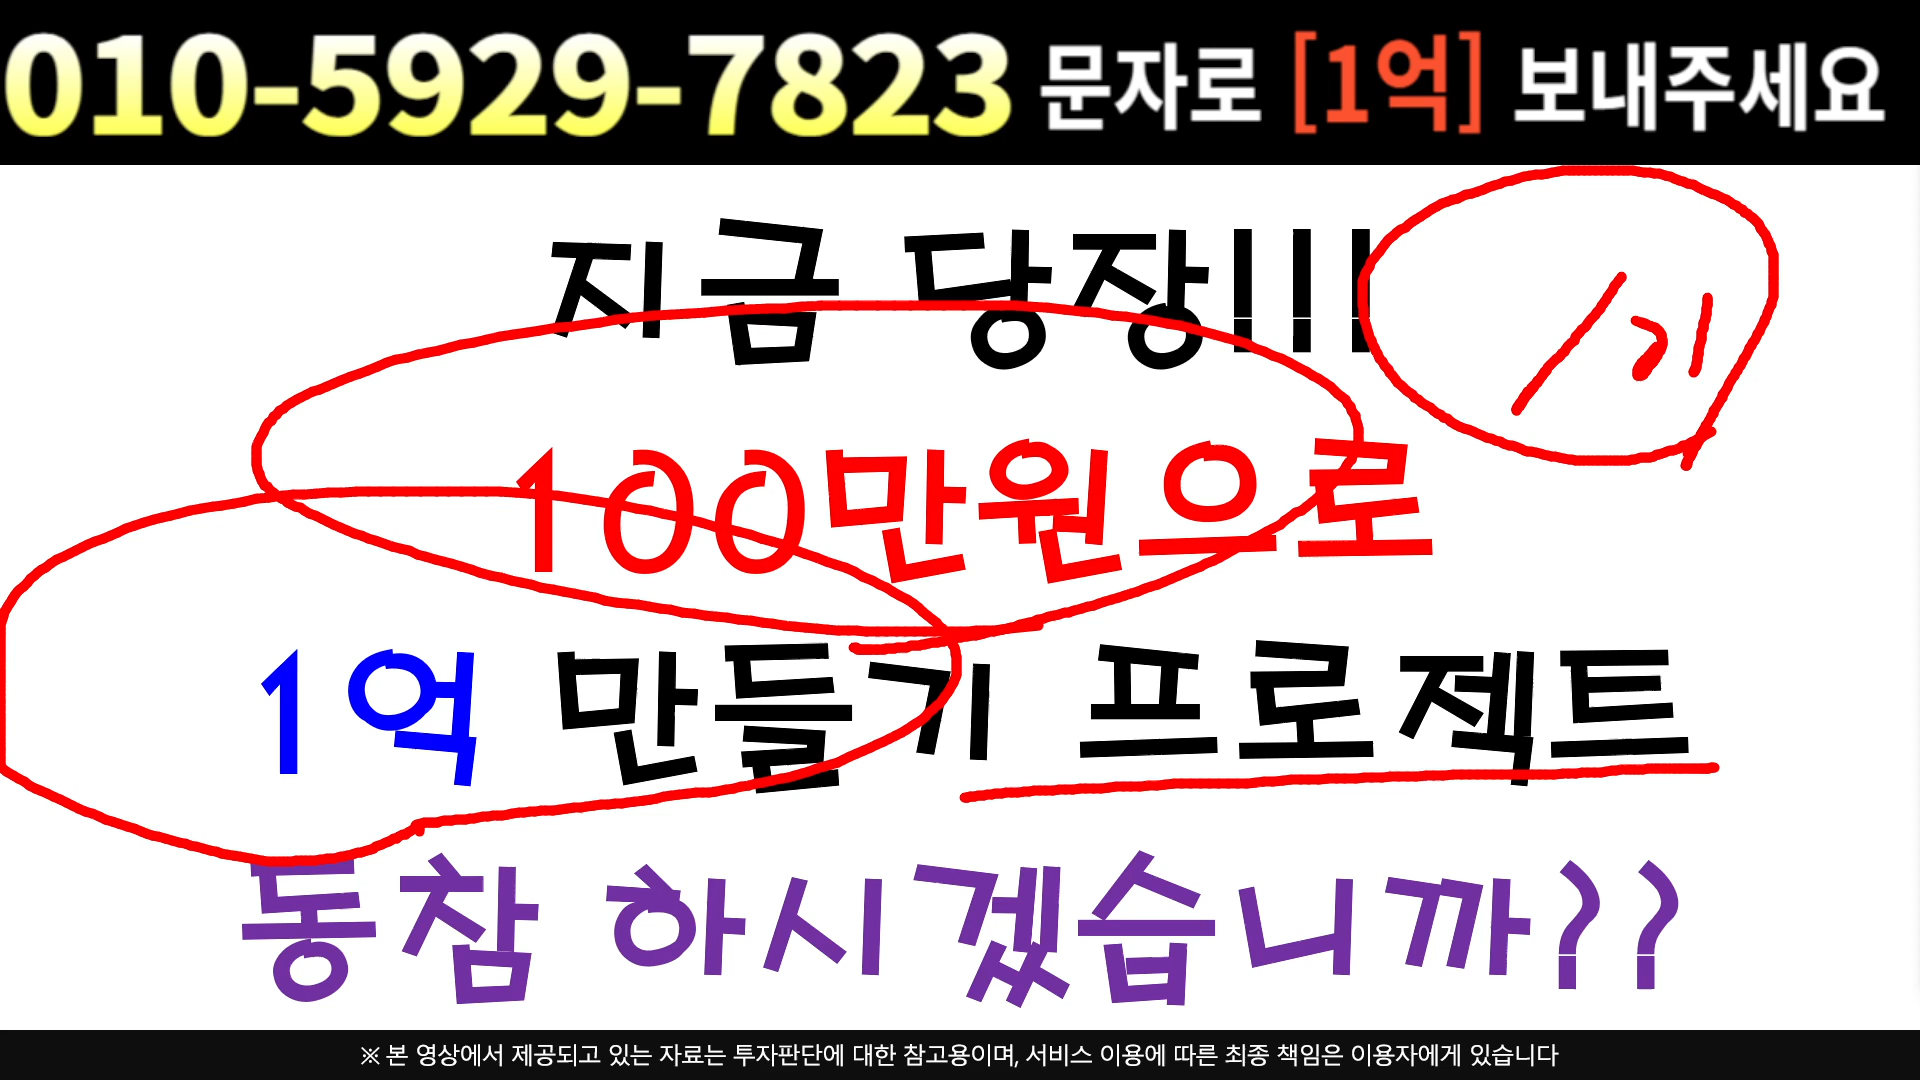 010-5929-7823 문자로 [1억] 보내주세요
지금 당장!!!
100만원으로
1억 만들기 프로젝트
동참 하시겠습니까??
※ 본 영상에서 제공되고 있는 자료는 투자판단에 대한 참고용이며, 서비스 이용에 따른 최종 책임은 이용자에게 있습니다